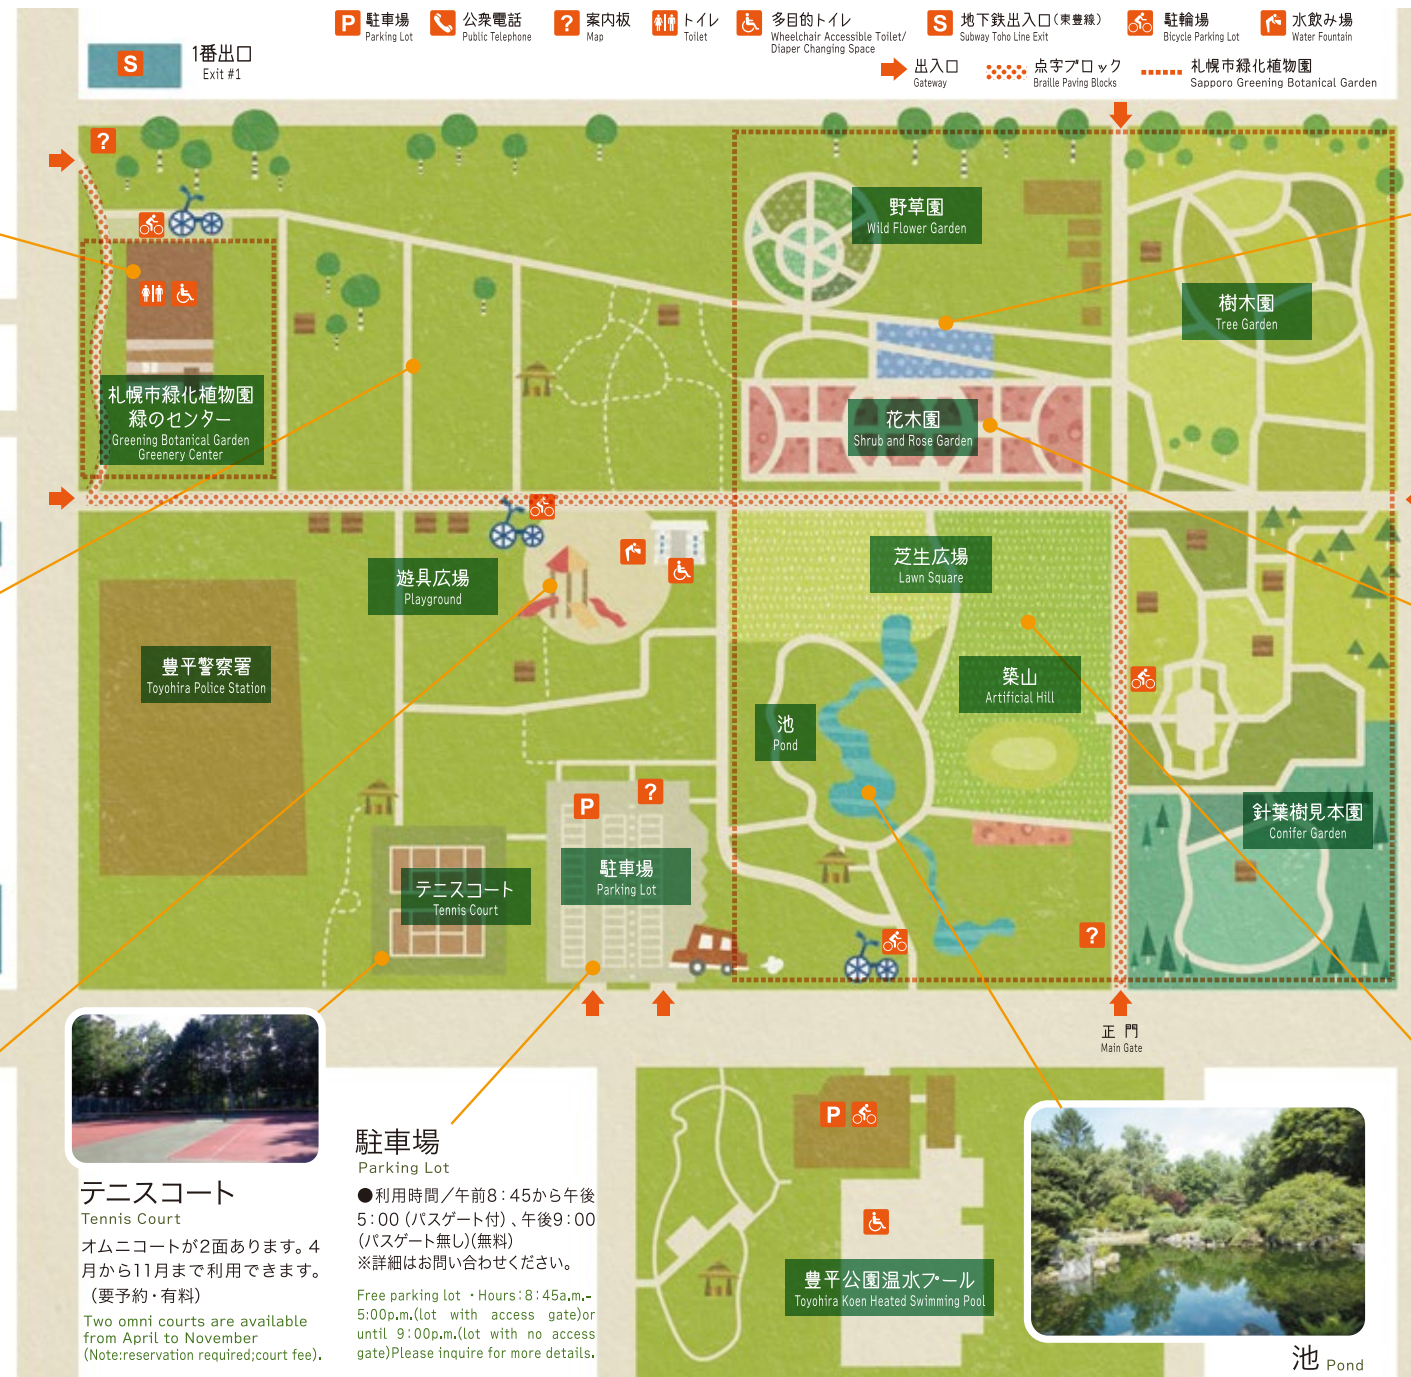 P 駐車場
Parking Lot
公衆電話
Public Telephone
? 案内板
Map
トイレ
Toilet
多目的トイレ
Wheelchair Accessible Toilet/
Diaper Changing Space
S 地下鉄出入口(東豊線)
Subway Toho Line Exit
駐輪場
Bicycle Parking Lot
水飲み場
Water Fountain
出入口
Gateway
点字ブロック
Braille Paving Blocks
札幌市緑化植物園
Sapporo Greening Botanical Garden
S
1番出口
Exit #1
?
野草園
Wild Flower Garden
樹木園
Tree Garden
札幌市緑化植物園
緑のセンター
Greening Botanical Garden
Greenery Center
花木園
Shrub and Rose Garden
芝生広場
Lawn Square
遊具広場
Playground
豊平警察署
Toyohira Police Station
築山
Artificial Hill
池
Pond
P
?
針葉樹見本園
Conifer Garden
駐車場
Parking Lot
テニスコート
Tennis Court
?
正門
Main Gate
テニスコート
Tennis Court
オムニコートが2面あります。4
月から11月まで利用できます。
(要予約・有料)
Two omni courts are available
from April to November
(Note:reservation required;court fee).
駐車場
Parking Lot
●利用時間／午前8:45から午後
5:00(パスゲート付)、午後9:00
(パスゲート無し)(無料)
※詳細はお問い合わせください。
Free parking lot ・Hours:8:45a.m.-
5:00p.m.(lot with access gate)or
until 9:00p.m.(lot with no access
gate)Please inquire for more details.
P
豊平公園温水プール
Toyohira Koen Heated Swimming Pool
池 Pond